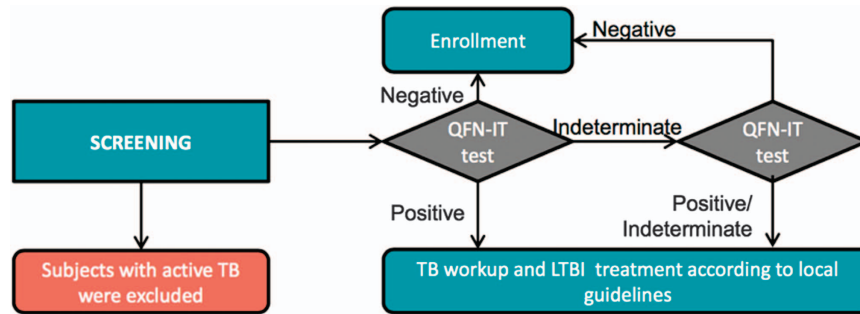 Enrollment
Negative
Negative
SCREENING
QFN-IT
test
Indeterminate
QFN-IT
test
Positive
Positive/
Indeterminate
Subjects with active TB
were excluded
TB workup and LTBI treatment according to local
guidelines